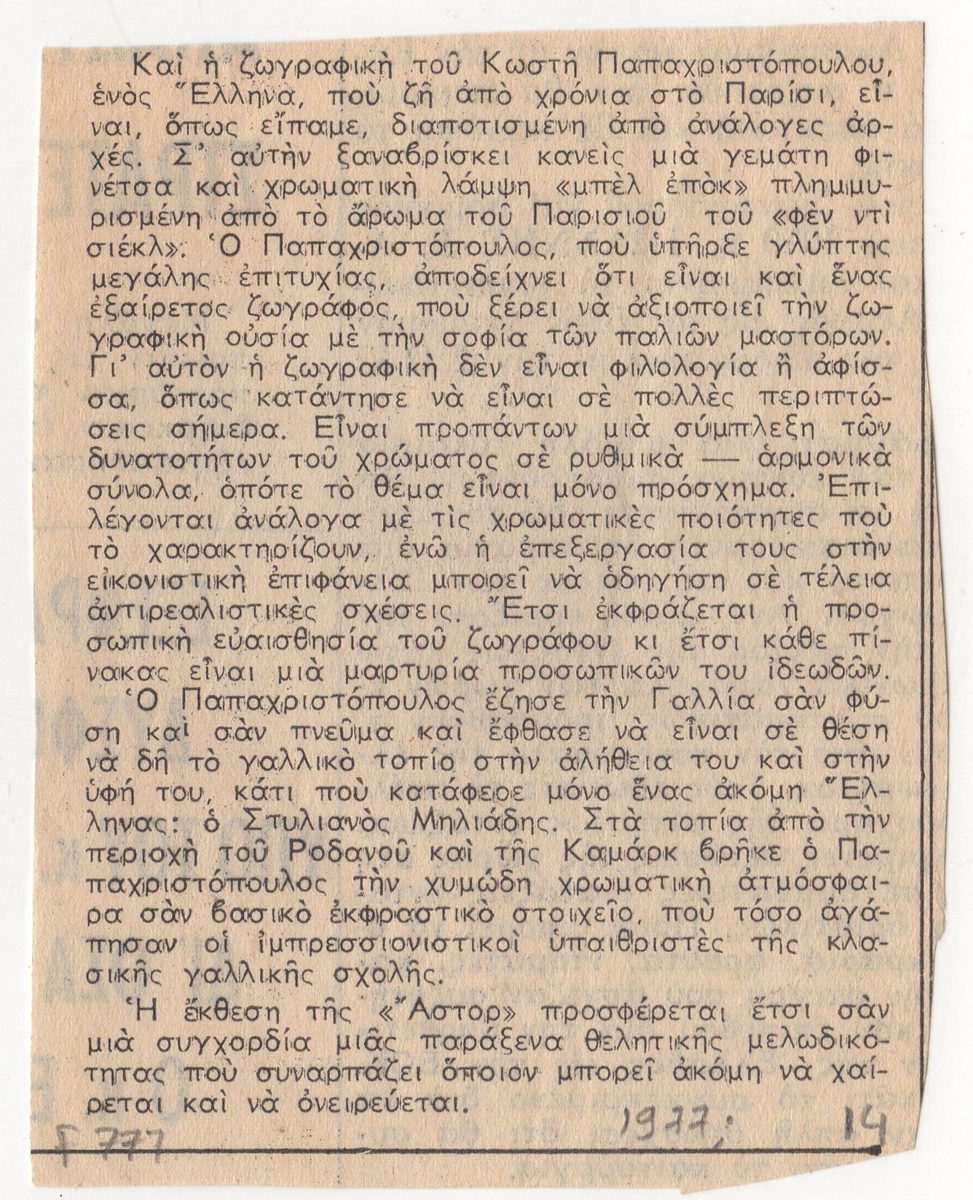 Καὶ ἡ ζωγραφικὴ τοῦ Κωστῆ Παπαχριστόπουλου,
ἑνὸς Ἕλληνα, ποὺ ζῆ ἀπὸ χρόνια στὸ Παρίσι, εἶ-
ναι, ὅπως εἴπαμε, διαποτισμένη ἀπὸ ἀνάλογες ἀρ-
χές. Σ' αὐτὴν ξαναβρίσκει κανεὶς μιὰ γεμάτη φι-
νέτσα καὶ χρωματικὴ λάμψη «μπὲλ ἐπὸκ» πλημμυ-
ρισμένη ἀπὸ τὸ ἄρωμα τοῦ Παρισιοῦ τοῦ «φὲν ντὶ
σιέκλ». Ὁ Παπαχριστόπουλος, ποὺ ὑπῆρξε γλύπτης
μεγάλης ἐπιτυχίας, ἀποδείχνει ὅτι εἶναι καὶ ἕνας
ἐξαίρετος ζωγράφος, ποὺ ξέρει νὰ ἀξιοποιεῖ τὴν ζω-
γραφικὴ οὐσία μὲ τὴν σοφία τῶν παλιῶν μαστόρων.
Γι' αὐτὸν ἡ ζωγραφικὴ δὲν εἶναι φιλολογία ἢ ἀφίσ-
σα, ὅπως κατάντησε νὰ εἶναι σὲ πολλὲς περιπτώ-
σεις σήμερα. Εἶναι προπάντων μιὰ σύμπλεξη τῶν
δυνατοτήτων τοῦ χρώματος σὲ ρυθμικὰ — ἁρμονικὰ
σύνολα, ὁπότε τὸ θέμα εἶναι μόνο πρόσχημα. Ἐπι-
λέγονται ἀνάλογα μὲ τὶς χρωματικὲς ποιότητες ποὺ
τὸ χαρακτηρίζουν, ἐνῶ ἡ ἐπεξεργασία τους στὴν
εἰκονιστικὴ ἐπιφάνεια μπορεῖ νὰ ὁδηγήση σὲ τέλεια
ἀντιρεαλιστικὲς σχέσεις. Ἔτσι ἐκφράζεται ἡ προ-
σωπικὴ εὐαισθησία τοῦ ζωγράφου κι ἔτσι κάθε πί-
νακας εἶναι μιὰ μαρτυρία προσωπικῶν του ἰδεωδῶν.
Ὁ Παπαχριστόπουλος ἔζησε τὴν Γαλλία σὰν φύ-
ση καὶ σὰν πνεῦμα καὶ ἔφθασε νὰ εἶναι σὲ θέση
νὰ δῆ τὸ γαλλικὸ τοπίο στὴν ἀλήθεια του καὶ στὴν
ὑφή του, κάτι ποὺ κατάφερε μόνο ἕνας ἀκόμη Ἕλ-
ληνας: ὁ Στυλιανὸς Μηλιάδης. Στὰ τοπία ἀπὸ τὴν
περιοχὴ τοῦ Ροδανοῦ καὶ τῆς Καμάρκ βρῆκε ὁ Πα-
παχριστόπουλος τὴν χυμώδη χρωματικὴ ἀτμόσφαι-
ρα σὰν βασικὸ ἐκφραστικὸ στοιχεῖο, ποὺ τόσο ἀγά-
πησαν οἱ ἰμπρεσσιονιστικοὶ ὑπαιθριστὲς τῆς κλα-
σικῆς γαλλικῆς σχολῆς.
Ἡ ἔκθεση τῆς «Ἄστορ» προσφέρεται ἔτσι σὰν
μιὰ συγχορδία μιᾶς παράξενα θελητικῆς μελωδικό-
τητας ποὺ συναρπάζει ὅποιον μπορεῖ ἀκόμη νὰ χαί-
ρεται καὶ νὰ ὀνειρεύεται.
F 777 1977; 14